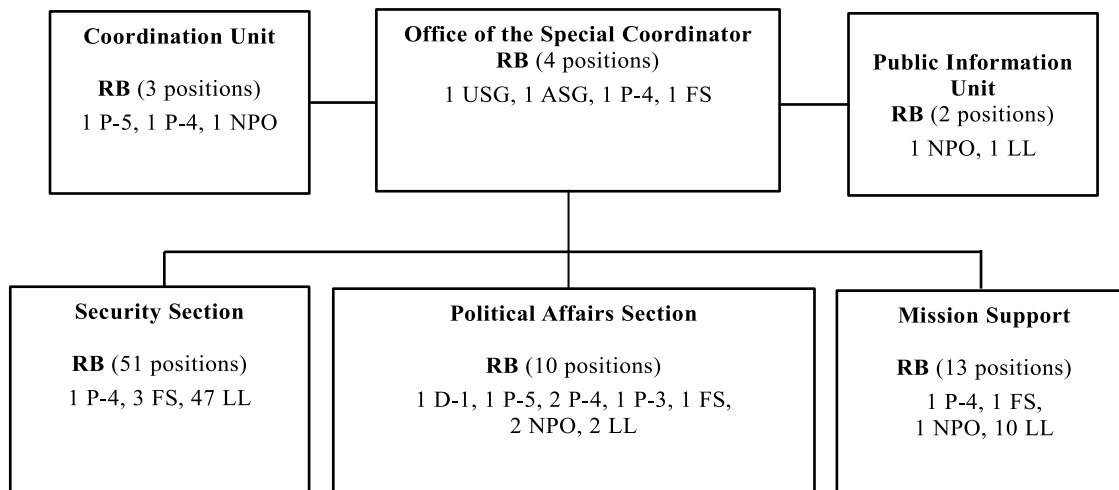 Coordination Unit
RB (3 positions)
1 P-5, 1 P-4, 1 NPO
Office of the Special Coordinator
RB (4 positions)
1 USG, 1 ASG, 1 P-4, 1 FS
Public Information
Unit
RB (2 positions)
1 NPO, 1 LL
Security Section
RB (51 positions)
1 P-4, 3 FS, 47 LL
Political Affairs Section
RB (10 positions)
1 D-1, 1 P-5, 2 P-4, 1 P-3, 1 FS,
2 NPO, 2 LL
Mission Support
RB (13 positions)
1 P-4, 1 FS,
1 NPO, 10 LL